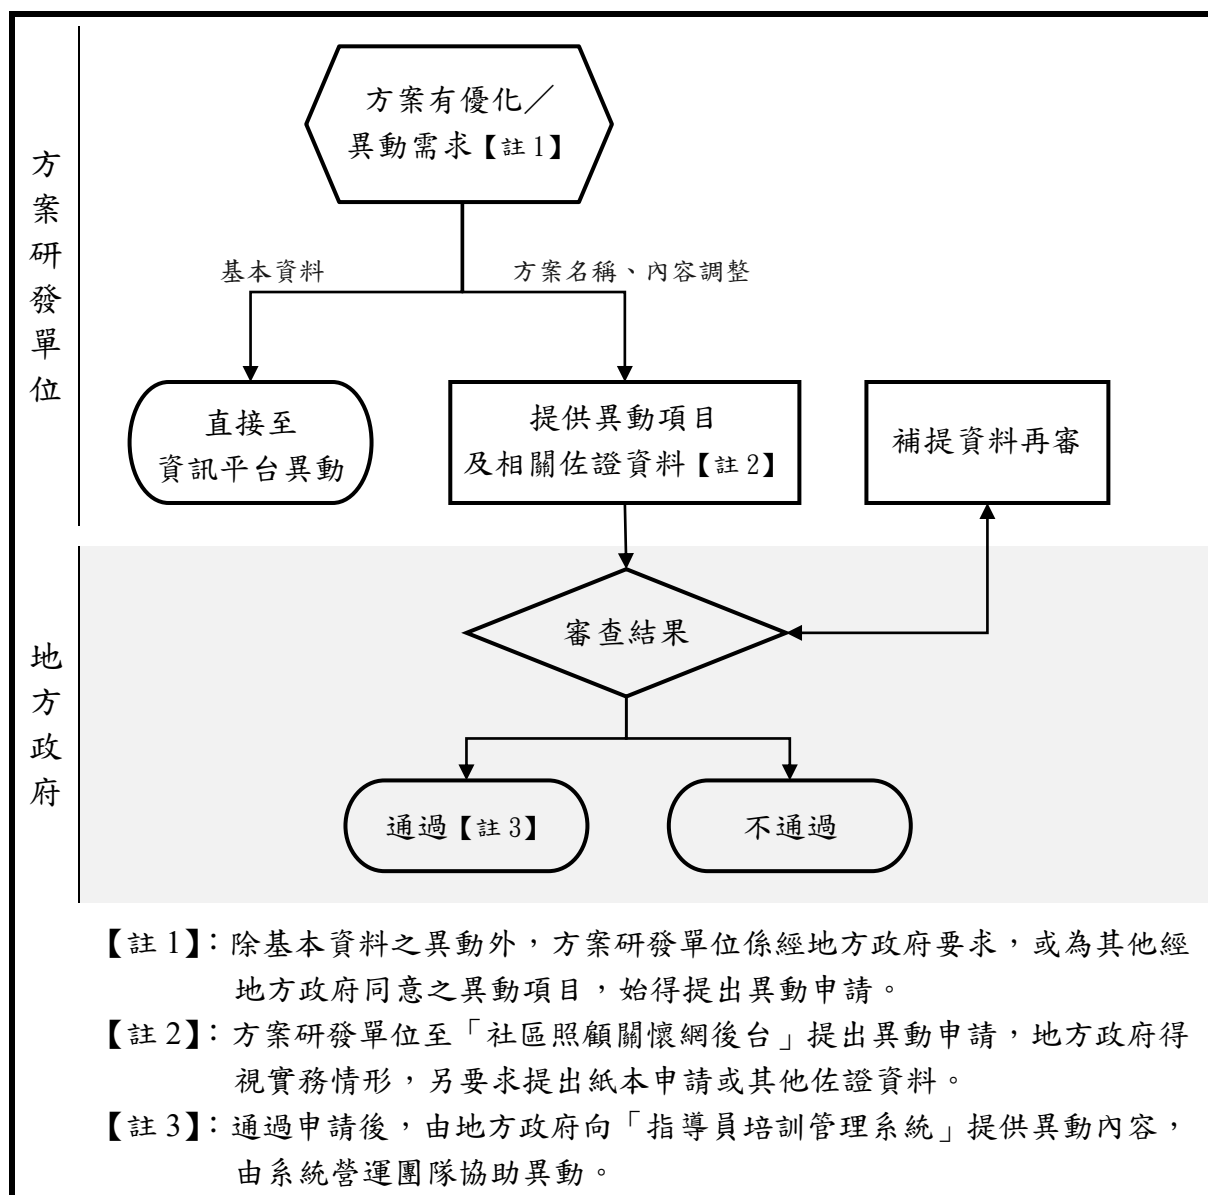 方案研發單位
方案有優化／
異動需求【註 1】
基本資料
方案名稱、內容調整
直接至
資訊平台異動
提供異動項目
及相關佐證資料【註 2】
補提資料再審
地方政府
審查結果
通過【註 3】
不通過
【註 1】：除基本資料之異動外，方案研發單位係經地方政府要求，或為其他經
地方政府同意之異動項目，始得提出異動申請。
【註 2】：方案研發單位至「社區照顧關懷網後台」提出異動申請，地方政府得
視實務情形，另要求提出紙本申請或其他佐證資料。
【註 3】：通過申請後，由地方政府向「指導員培訓管理系統」提供異動內容，
由系統營運團隊協助異動。